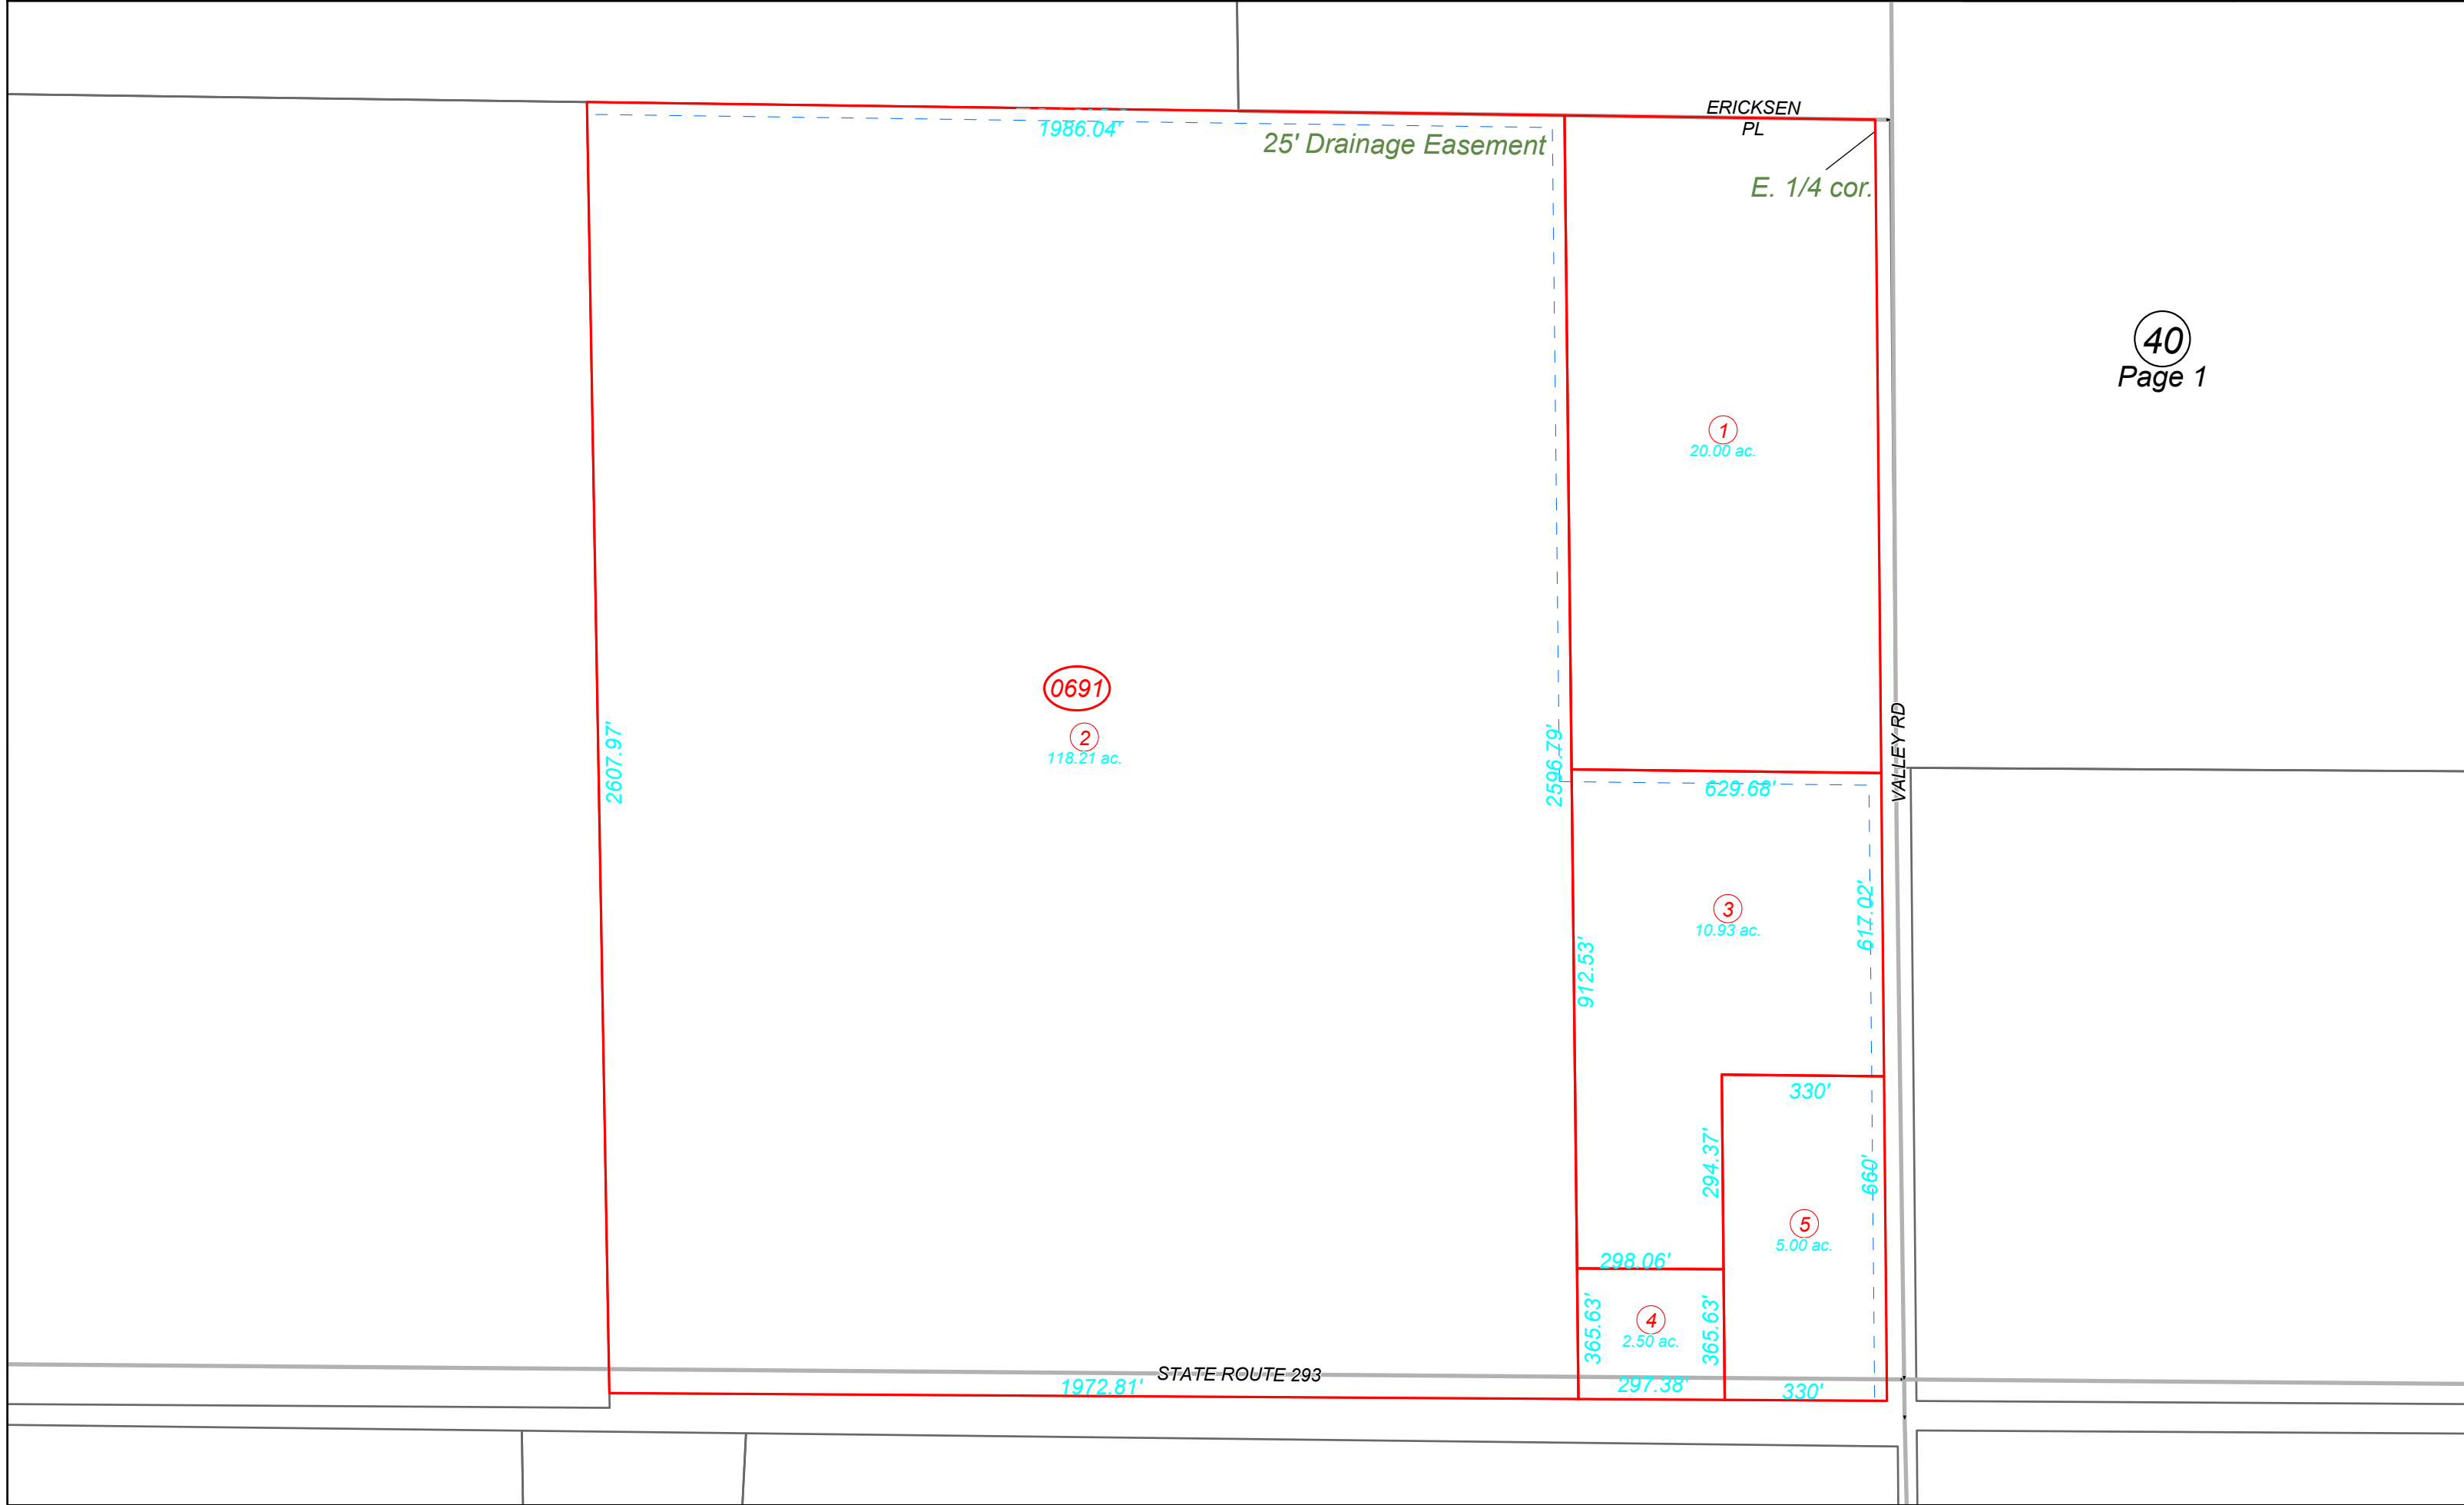 ERICKSEN
PL
1986.04'
25' Drainage Easement
E. 1/4 cor.
40
Page 1
1
20.00 ac.
0691
2
118.21 ac.
2607.97'
2596.79'
VALLEY RD
629.68'
3
10.93 ac.
617.02'
912.53'
330'
294.37'
660'
5
5.00 ac.
298.06'
365.63'
4
2.50 ac.
365.63'
STATE ROUTE 293
1972.81'
297.38'
330'